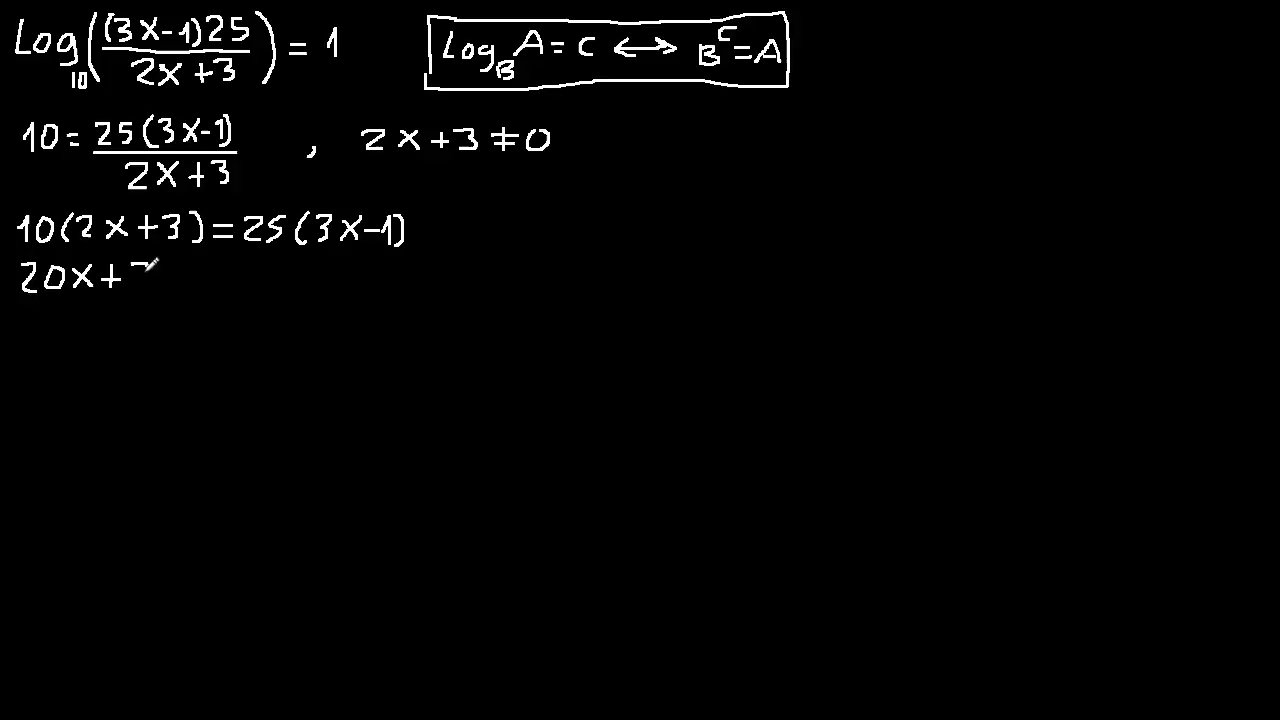 Log₁₀((3x-1)25/2x+3) = 1    Log_B A = C ⟷ B^C = A
10 = 25(3x-1)/2x+3 , 2x+3≠0
10(2x+3) = 25(3x-1)
20x+